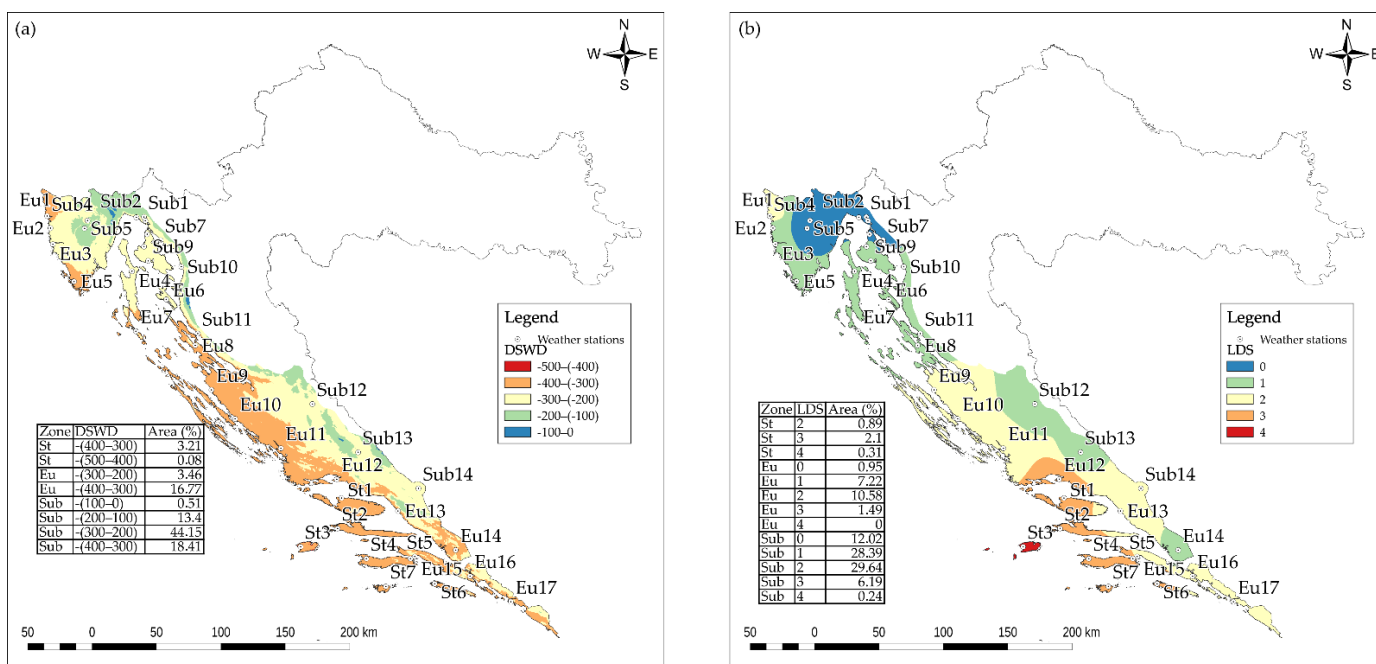 (a)
N
W E
S
Eu1
Sub4
Sub2
Sub1
Eu2
Sub5
Sub7
Eu3
Sub9
Eu5
Eu4
Sub10
Eu6
Eu7
Sub11
Eu8
Eu9
Eu10
Sub12
Eu11
Sub13
Eu12
Sub14
St1
St2
Eu13
St3
St4
St5
Eu14
St7
Eu15
Eu16
St6
Eu17
Legend
Weather stations
DSWD
-500–(-400)
-400–(-300)
-300–(-200)
-200–(-100)
-100–0
Zone DSWD Area (%)
St -(400–300) 3.21
St -(500–400) 0.08
Eu -(300–200) 3.46
Eu -(400–300) 16.77
Sub -(100–0) 0.51
Sub -(200–100) 13.4
Sub -(300–200) 44.15
Sub -(400–300) 18.41
50 0 50 100 150 200 km
(b)
N
W E
S
Eu1
Sub4
Sub2
Sub1
Eu2
Sub5
Sub7
Eu3
Sub9
Eu5
Eu4
Sub10
Eu6
Eu7
Sub11
Eu8
Eu9
Eu10
Sub12
Eu11
Sub13
Eu12
Sub14
St1
St2
Eu13
St3
St4
St5
Eu14
St7
Eu15
Eu16
St6
Eu17
Legend
Weather stations
LDS
0
1
2
3
4
Zone LDS Area (%)
St 2 0.89
St 3 2.1
St 4 0.31
Eu 0 0.95
Eu 1 7.22
Eu 2 10.58
Eu 3 1.49
Eu 4 0
Sub 0 12.02
Sub 1 28.39
Sub 2 29.64
Sub 3 6.19
Sub 4 0.24
50 0 50 100 150 200 km